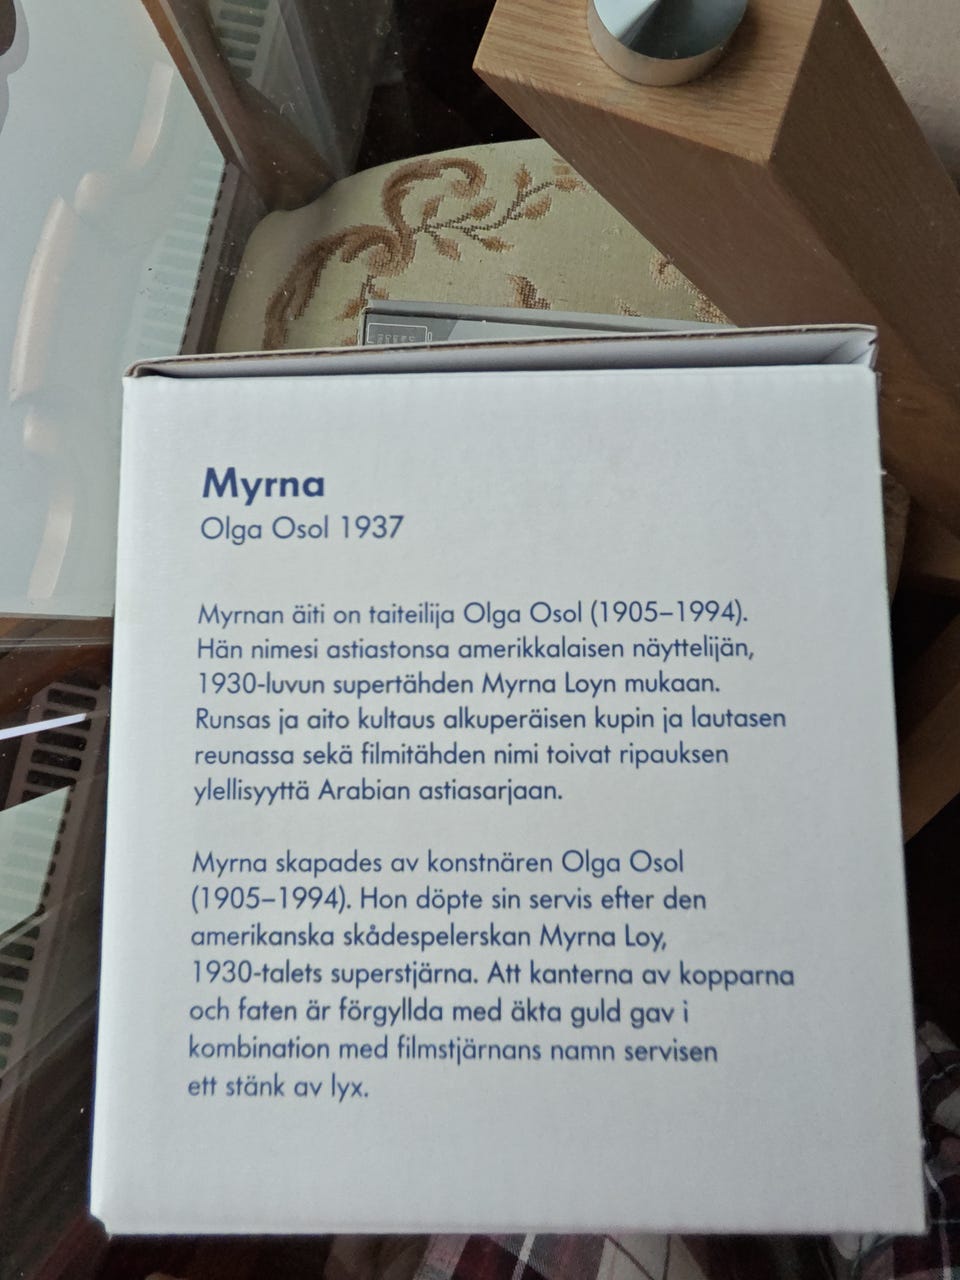 Myrna
Olga Osol 1937
Myrnan äiti on taiteilija Olga Osol (1905–1994).
Hän nimesi astiastonsa amerikkalaisen näyttelijän,
1930-luvun supertähden Myrna Loyn mukaan.
Runsas ja aito kultaus alkuperäisen kupin ja lautasen
reunassa sekä filmitähden nimi toivat ripauksen
ylellisyyttä Arabian astiasarjaan.
Myrna skapades av konstnären Olga Osol
(1905–1994). Hon döpte sin servis efter den
amerikanska skådespelerskan Myrna Loy,
1930-talets superstjärna. Att kanterna av kopparna
och faten är förgyllda med äkta guld gav i
kombination med filmstjärnans namn servisen
ett stänk av lyx.